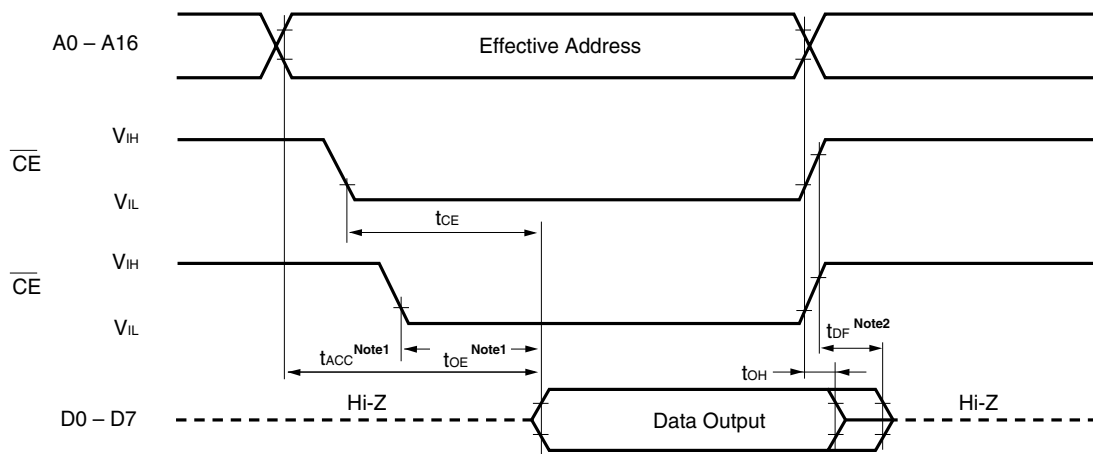 A0 – A16
Effective Address
VIH
CE
VIL
tCE
VIH
CE
VIL
tDF Note2
tACC Note1
tOE Note1
tOH
Hi-Z
Hi-Z
D0 – D7
Data Output